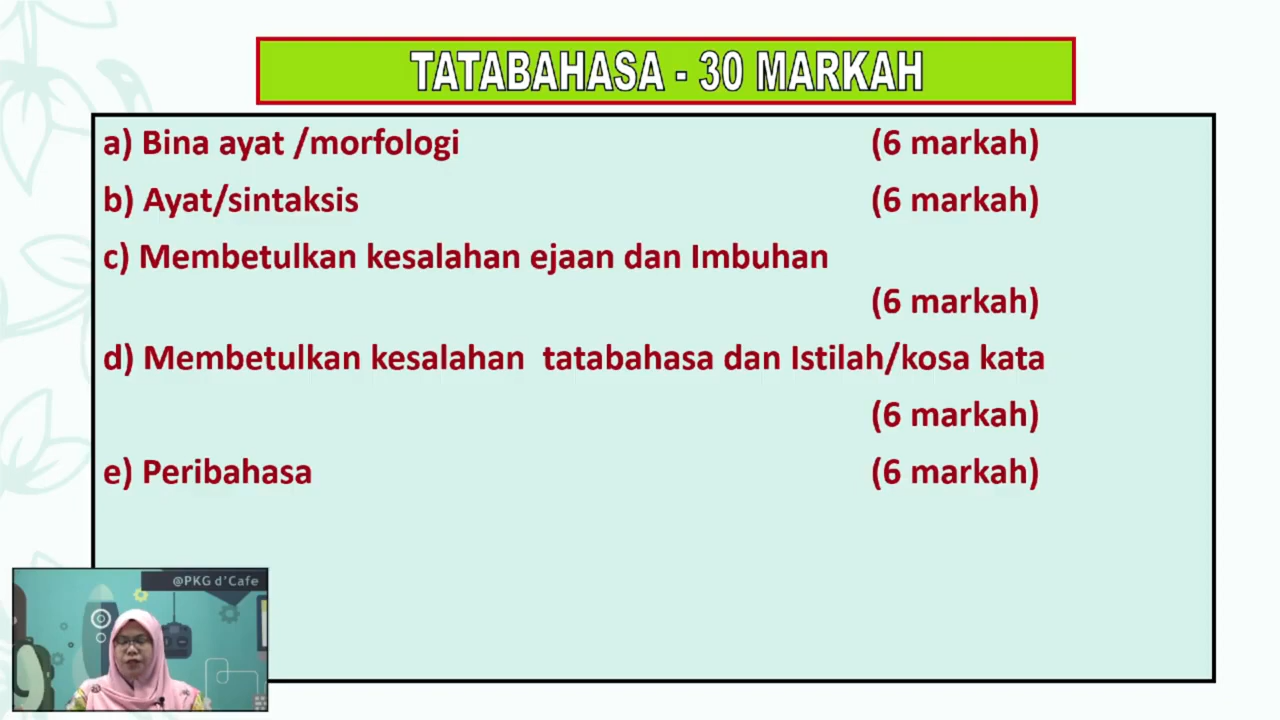 TATABAHASA - 30 MARKAH
a) Bina ayat /morfologi (6 markah)
b) Ayat/sintaksis (6 markah)
c) Membetulkan kesalahan ejaan dan Imbuhan
(6 markah)
d) Membetulkan kesalahan tatabahasa dan Istilah/kosa kata
(6 markah)
e) Peribahasa (6 markah)
@PKG d'Cafe